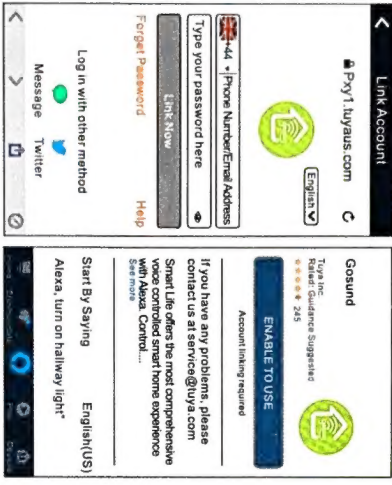 Link Account
Pxy1.tuyaus.com
English
+44
Phone Number/Email Address
Type your password here
Link Now
Forget Password
Help
Log in with other method
Message
Twitter
Gosund
Tuya Inc.
Rated: Guidance Suggested
245
ENABLE TO USE
Account linking required
If you have any problems, please
contact us at service@tuya.com
Smart Life offers the most comprehensive
voice controlled smart home experience
with Alexa. Control....
See more
Start By Saying
English(US)
Alexa, turn on hallway light"